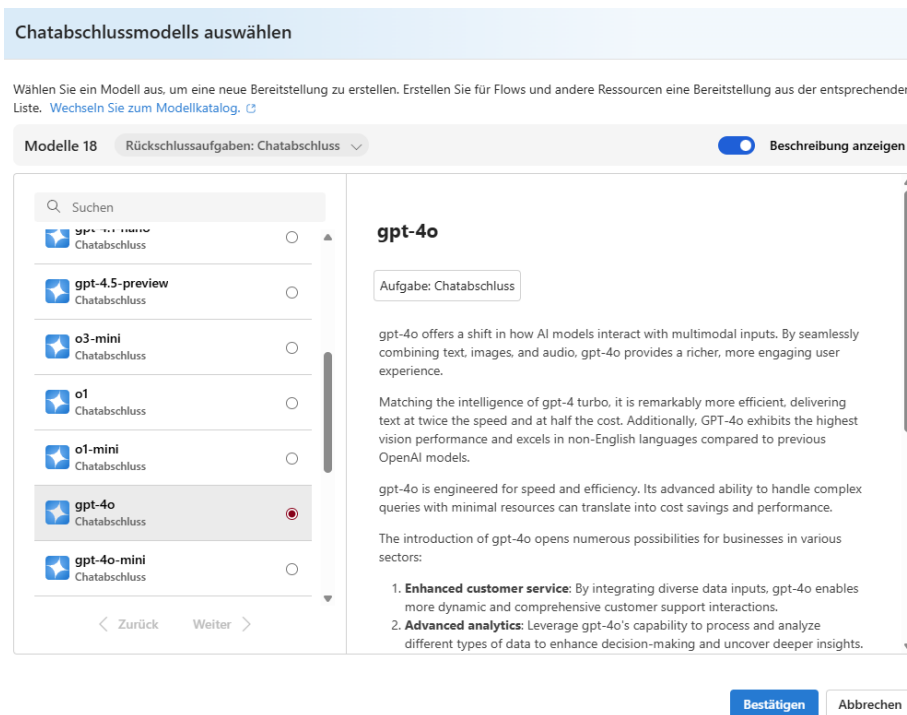 Chatabschlussmodells auswählen
Wählen Sie ein Modell aus, um eine neue Bereitstellung zu erstellen. Erstellen Sie für Flows und andere Ressourcen eine Bereitstellung aus der entsprechenden
Liste. Wechseln Sie zum Modellkatalog.
Modelle 18 Rückschlussaufgaben: Chatabschluss
Beschreibung anzeigen
Suchen
gpt-4.1-nano
Chatabschluss
gpt-4.5-preview
Chatabschluss
o3-mini
Chatabschluss
o1
Chatabschluss
o1-mini
Chatabschluss
gpt-4o
Chatabschluss
gpt-4o-mini
Chatabschluss
Zurück Weiter
gpt-4o
Aufgabe: Chatabschluss
gpt-4o offers a shift in how AI models interact with multimodal inputs. By seamlessly
combining text, images, and audio, gpt-4o provides a richer, more engaging user
experience.
Matching the intelligence of gpt-4 turbo, it is remarkably more efficient, delivering
text at twice the speed and at half the cost. Additionally, GPT-4o exhibits the highest
vision performance and excels in non-English languages compared to previous
OpenAI models.
gpt-4o is engineered for speed and efficiency. Its advanced ability to handle complex
queries with minimal resources can translate into cost savings and performance.
The introduction of gpt-4o opens numerous possibilities for businesses in various
sectors:
1. Enhanced customer service: By integrating diverse data inputs, gpt-4o enables
more dynamic and comprehensive customer support interactions.
2. Advanced analytics: Leverage gpt-4o's capability to process and analyze
different types of data to enhance decision-making and uncover deeper insights.
Bestätigen Abbrechen